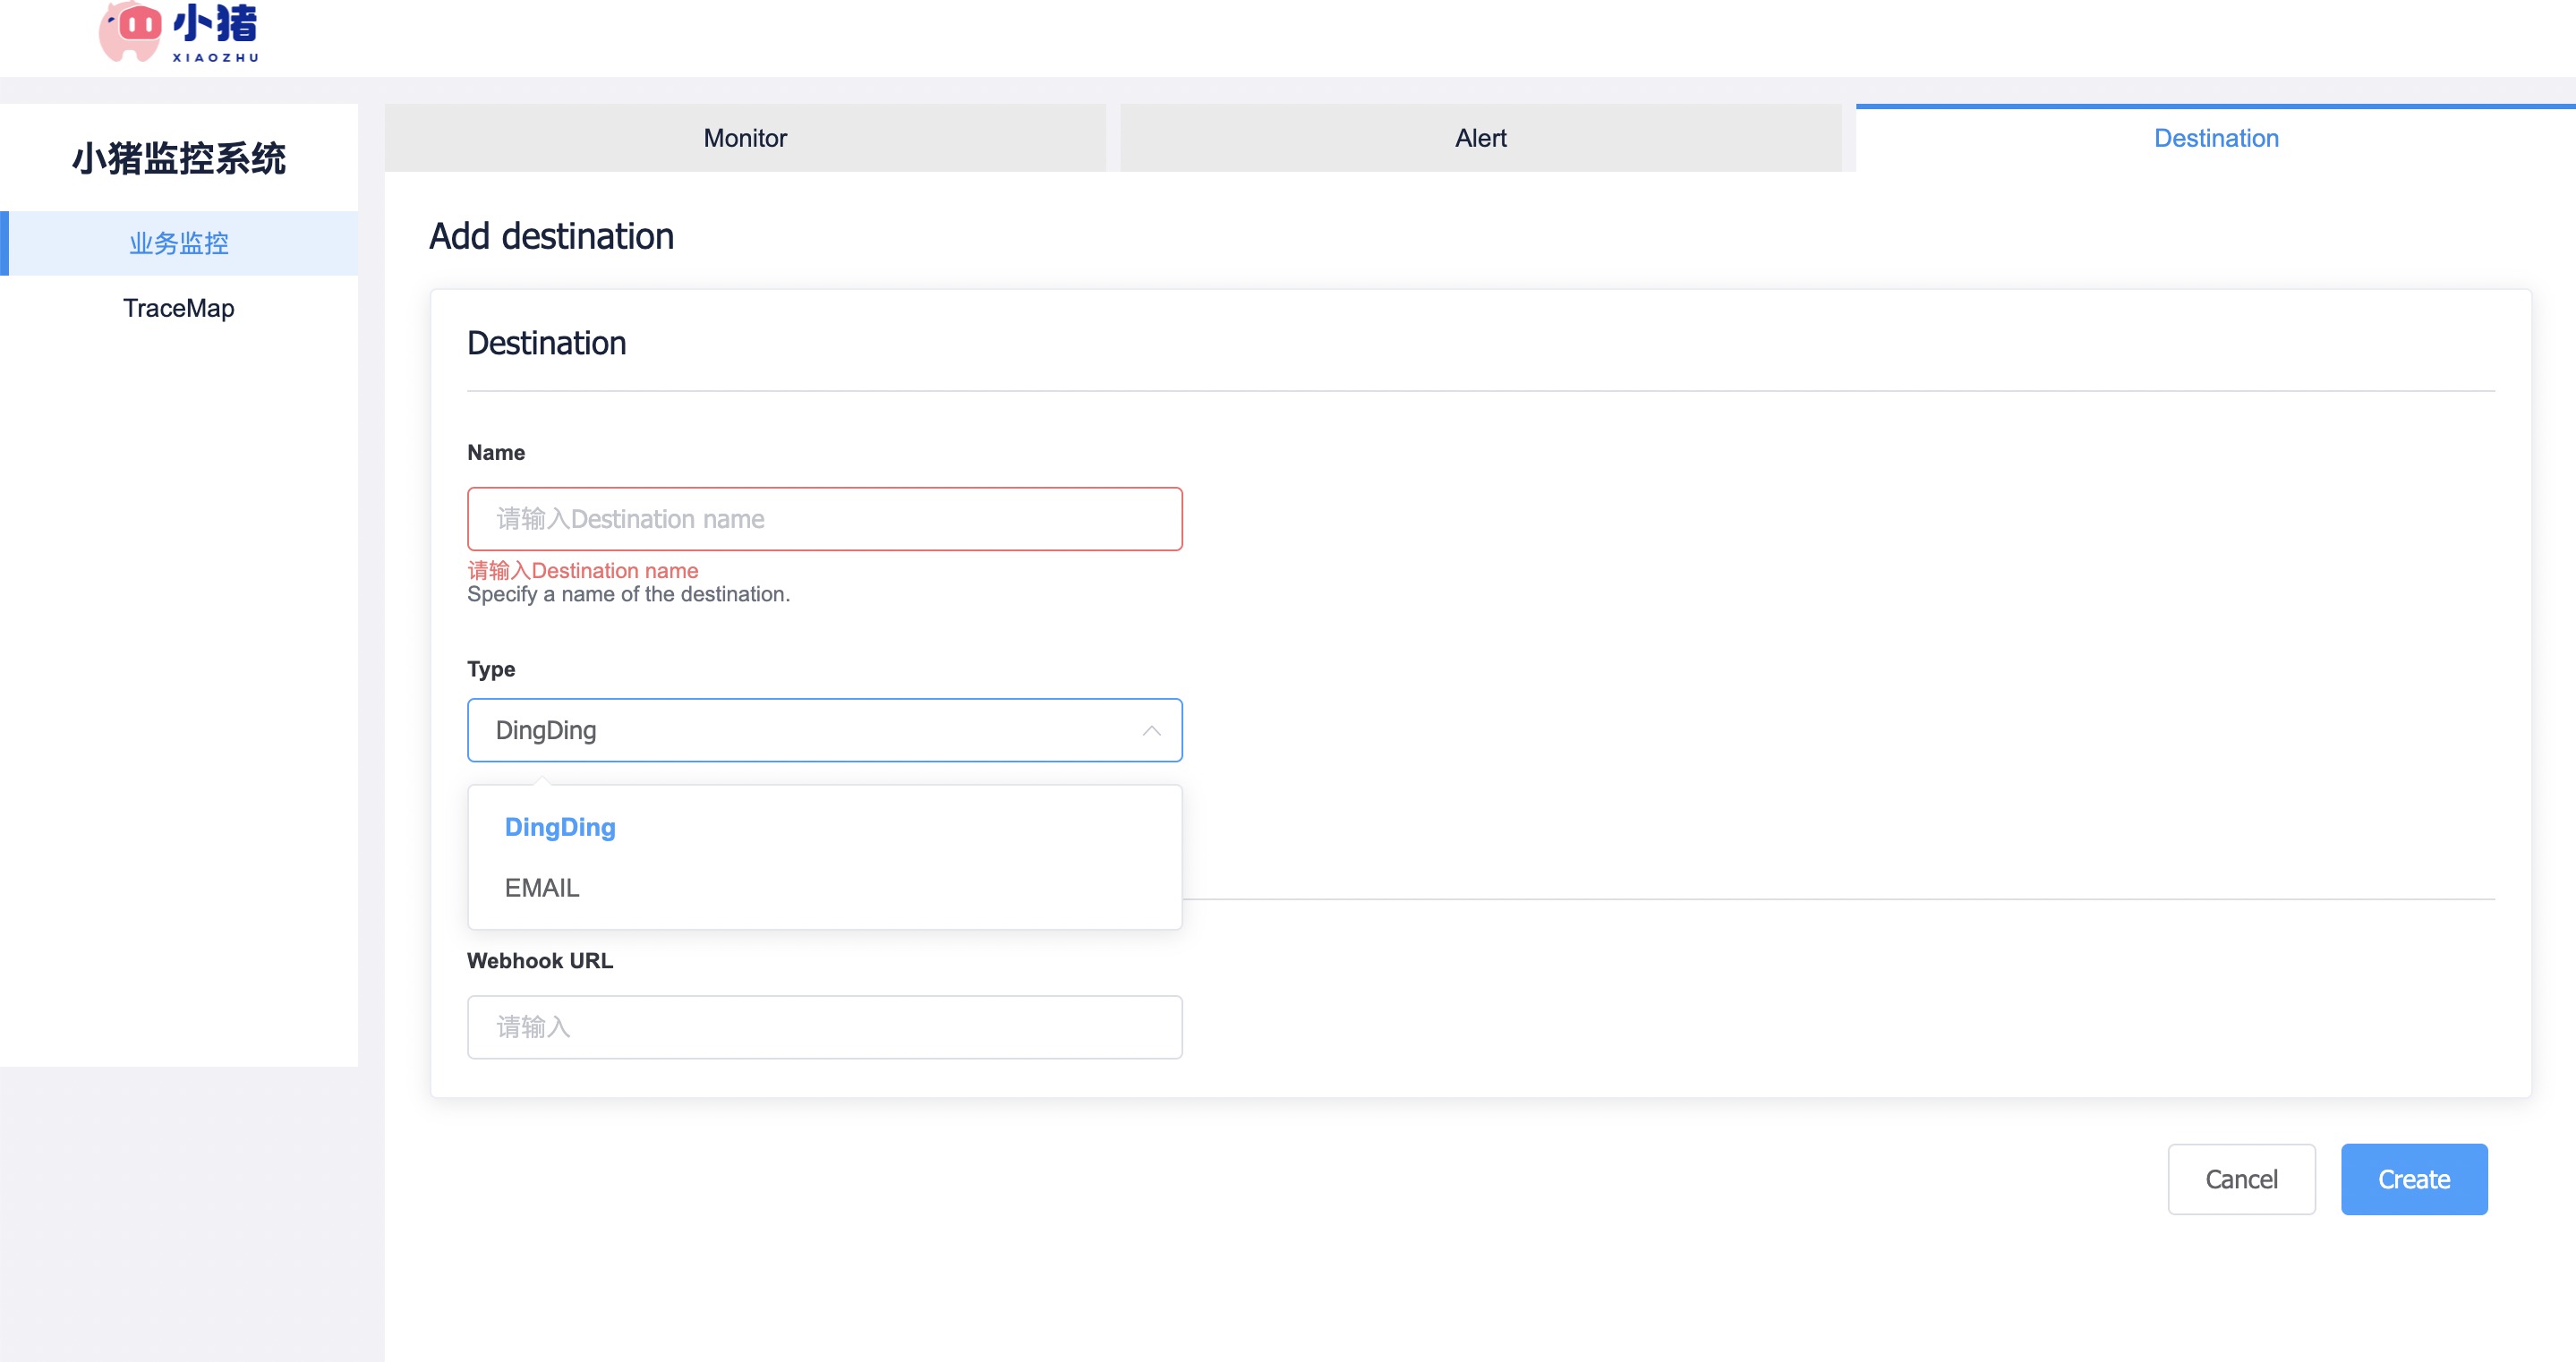 小猪
XIAOZHU
小猪监控系统
业务监控
TraceMap
Monitor
Alert
Destination
Add destination
Destination
Name
请输入Destination name
请输入Destination name
Specify a name of the destination.
Type
DingDing
DingDing
EMAIL
Webhook URL
请输入
Cancel
Create